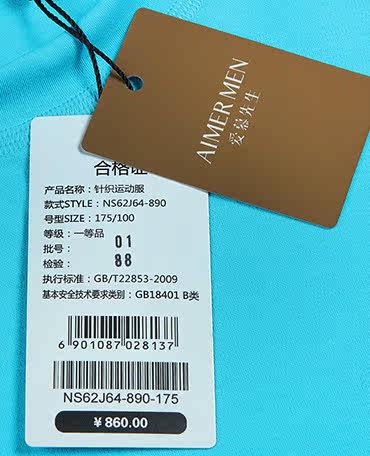 AIMER MEN
爱慕先生
合格证
产品名称：针织运动服
款式STYLE：NS62J64-890
号型SIZE：175/100
等级：一等品
批号：01
检验：88
执行标准：GB/T22853-2009
基本安全技术要求类别：GB18401 B类
6 901087 028137
NS62J64-890-175
￥860.00